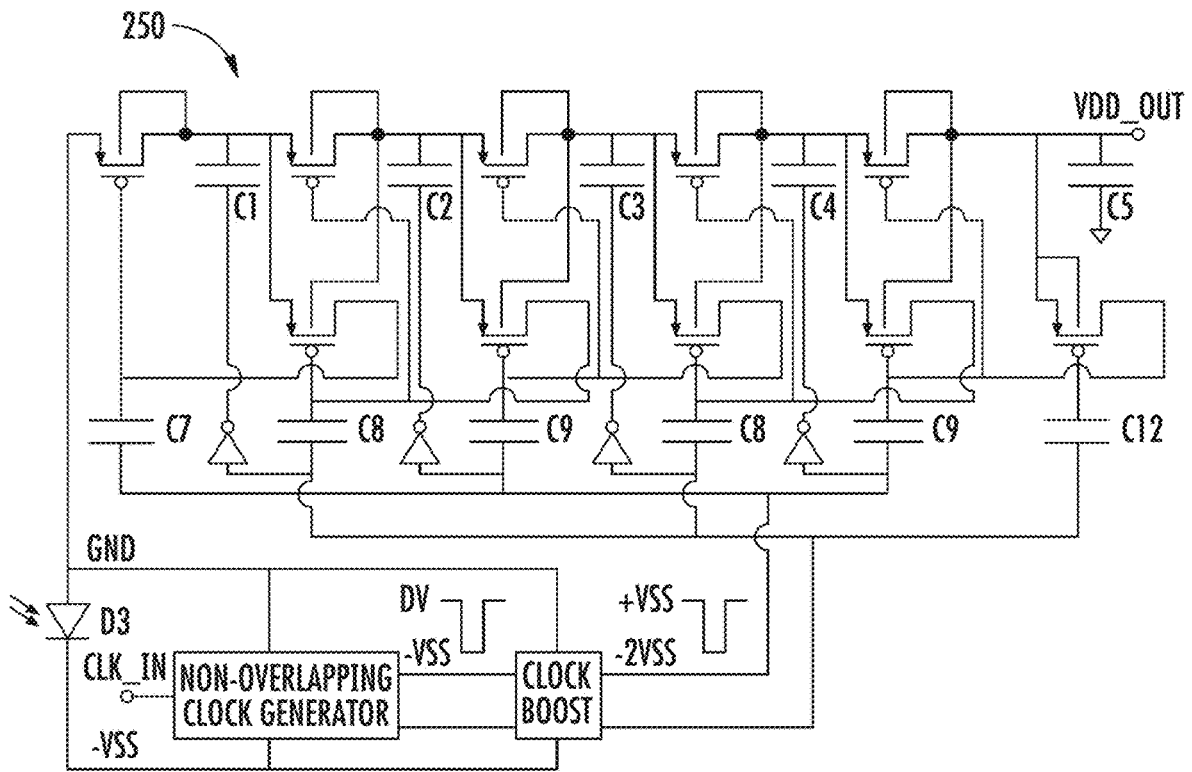 250
VDD_OUT
C1
C2
C3
C4
C5
C7
C8
C9
C8
C9
C12
GND
D3
DV
-VSS
+VSS
-2VSS
CLK_IN
NON-OVERLAPPING
CLOCK GENERATOR
CLOCK
BOOST
-VSS